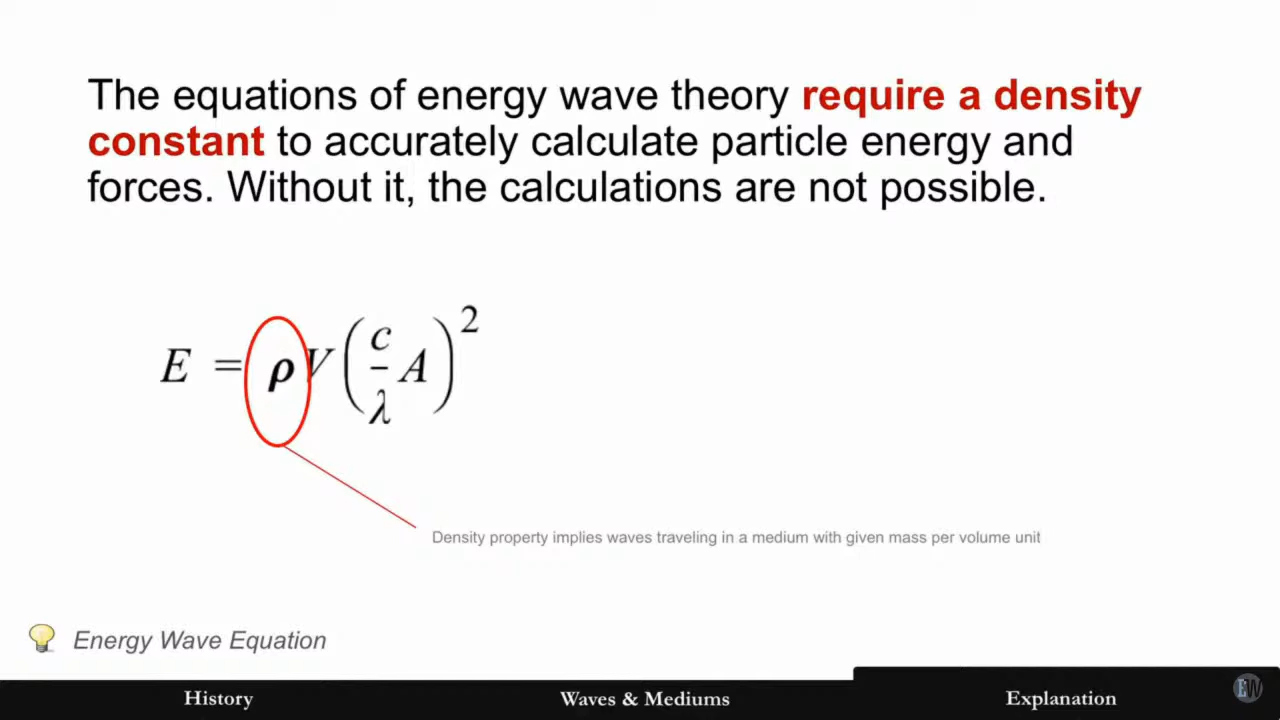 The equations of energy wave theory require a density
constant to accurately calculate particle energy and
forces. Without it, the calculations are not possible.
E = ρV(c/λ A)²
Density property implies waves traveling in a medium with given mass per volume unit
Energy Wave Equation
History
Waves & Mediums
Explanation
EW